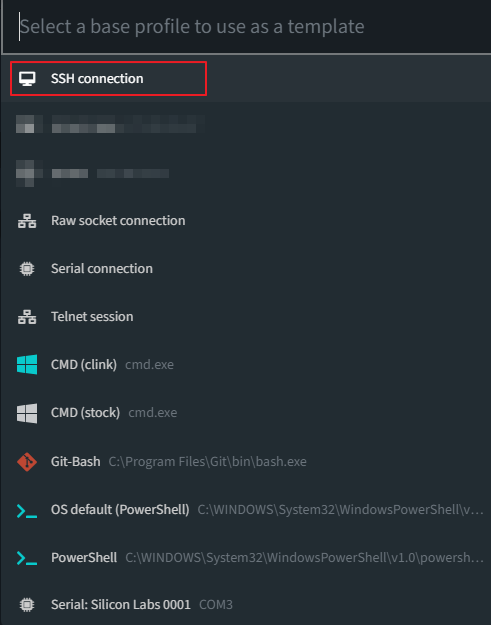 Select a base profile to use as a template
SSH connection
Raw socket connection
Serial connection
Telnet session
CMD (clink) cmd.exe
CMD (stock) cmd.exe
Git-Bash C:\Program Files\Git\bin\bash.exe
OS default (PowerShell) C:\WINDOWS\System32\WindowsPowerShell\v...
PowerShell C:\WINDOWS\System32\WindowsPowerShell\v1.0\powersh...
Serial: Silicon Labs 0001 COM3